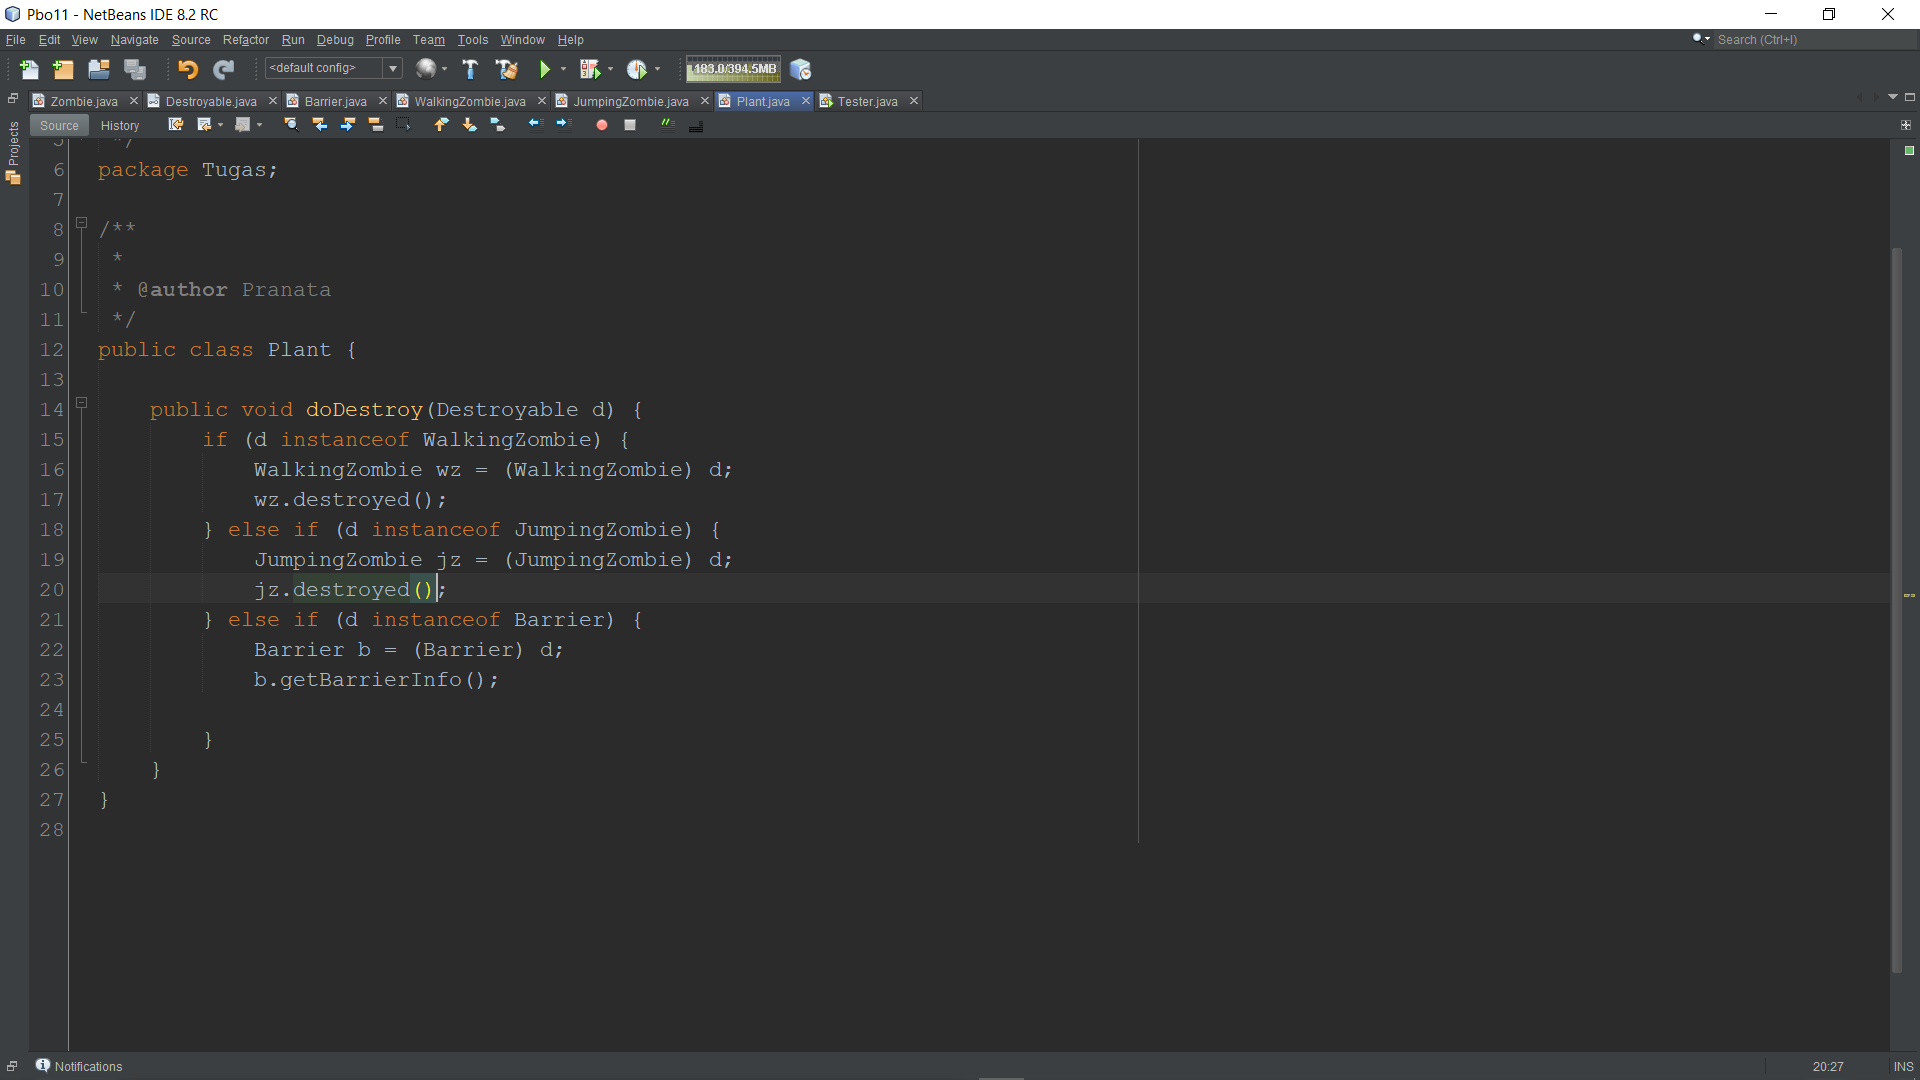 Pbo11 - NetBeans IDE 8.2 RC
File Edit View Navigate Source Refactor Run Debug Profile Team Tools Window Help
Search (Ctrl+I)
<default config>
183.0/394.5MB
Zombie.java Destroyable.java Barrier.java WalkingZombie.java JumpingZombie.java Plant.java Tester.java
Source History
Projects
5 */
6 package Tugas;
7
8 /**
9 *
10 * @author Pranata
11 */
12 public class Plant {
13
14 public void doDestroy(Destroyable d) {
15 if (d instanceof WalkingZombie) {
16 WalkingZombie wz = (WalkingZombie) d;
17 wz.destroyed();
18 } else if (d instanceof JumpingZombie) {
19 JumpingZombie jz = (JumpingZombie) d;
20 jz.destroyed();
21 } else if (d instanceof Barrier) {
22 Barrier b = (Barrier) d;
23 b.getBarrierInfo();
24
25 }
26 }
27 }
28
Notifications
20:27 INS